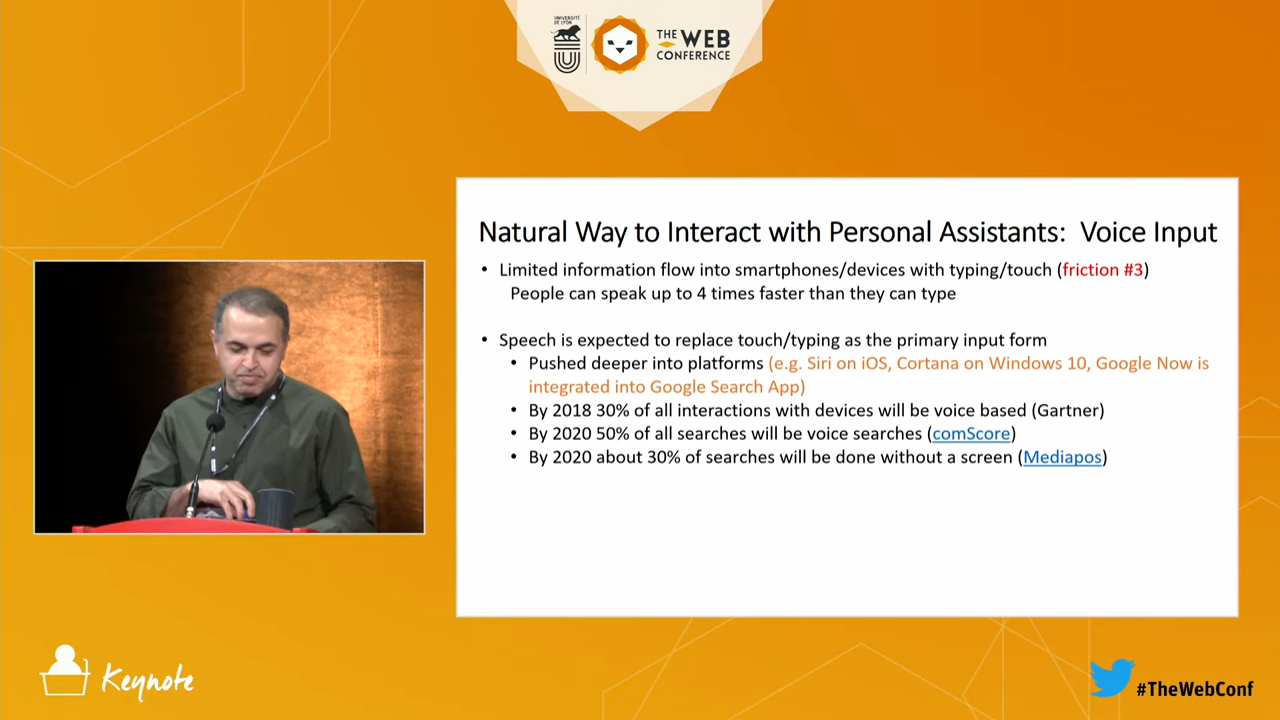 UNIVERSITÉ
DE LYON
THE WEB
CONFERENCE
Natural Way to Interact with Personal Assistants: Voice Input
• Limited information flow into smartphones/devices with typing/touch (friction #3)
People can speak up to 4 times faster than they can type
• Speech is expected to replace touch/typing as the primary input form
• Pushed deeper into platforms (e.g. Siri on iOS, Cortana on Windows 10, Google Now is
integrated into Google Search App)
• By 2018 30% of all interactions with devices will be voice based (Gartner)
• By 2020 50% of all searches will be voice searches (comScore)
• By 2020 about 30% of searches will be done without a screen (Mediapos)
Keynote
#TheWebConf